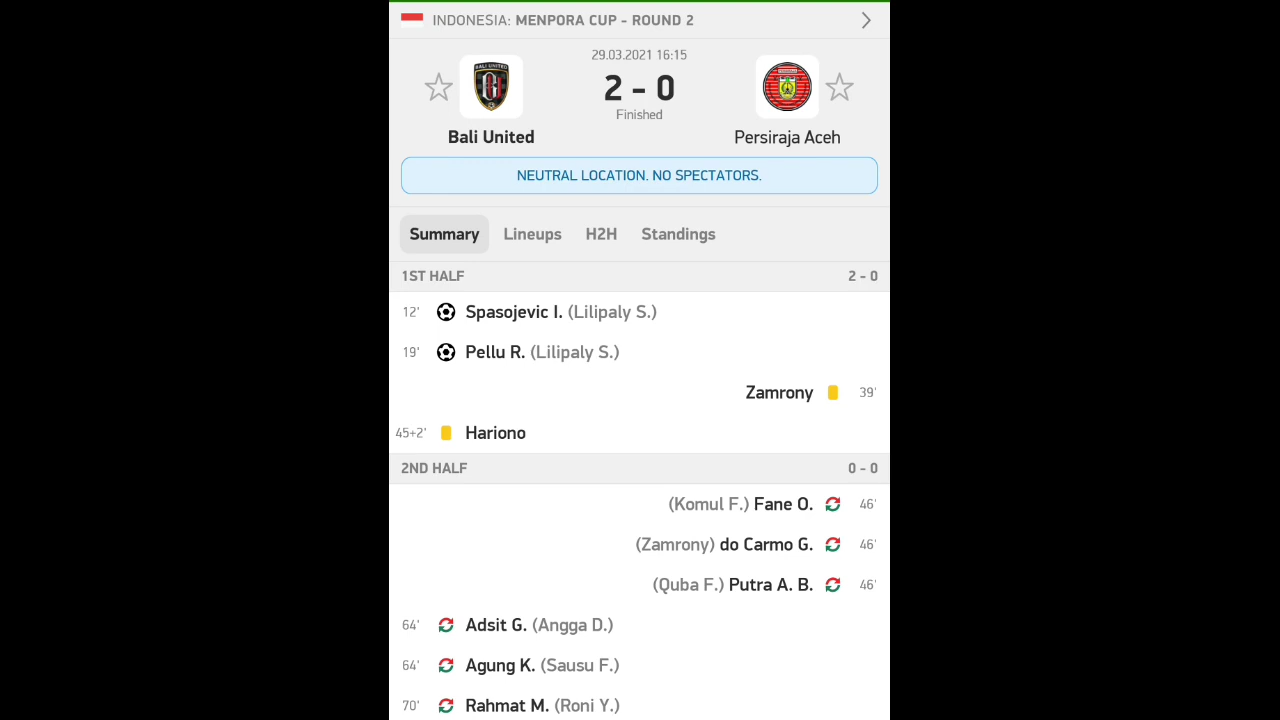 INDONESIA: MENPORA CUP - ROUND 2
29.03.2021 16:15
2 - 0
Finished
BALI UNITED
Bali United
Persiraja Aceh
NEUTRAL LOCATION. NO SPECTATORS.
Summary Lineups H2H Standings
1ST HALF 2 - 0
12' Spasojevic I. (Lilipaly S.)
19' Pellu R. (Lilipaly S.)
Zamrony 39'
45+2' Hariono
2ND HALF 0 - 0
(Komul F.) Fane O. 46'
(Zamrony) do Carmo G. 46'
(Quba F.) Putra A. B. 46'
64' Adsit G. (Angga D.)
64' Agung K. (Sausu F.)
70' Rahmat M. (Roni Y.)